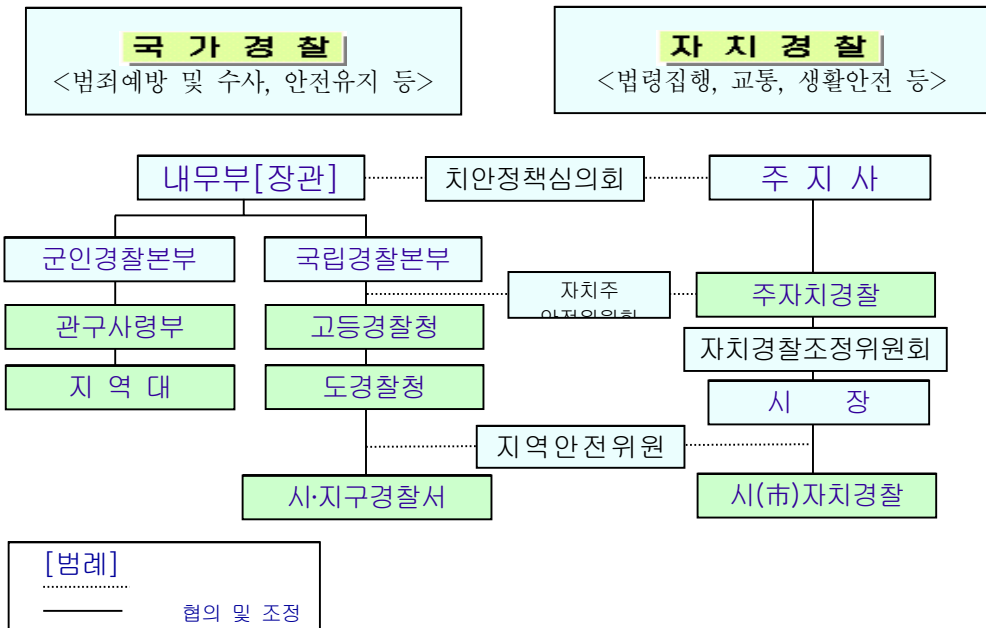 국 가 경 찰
<범죄예방 및 수사, 안전유지 등>
자 치 경 찰
<법령집행, 교통, 생활안전 등>
내무부[장관]
치안정책심의회
주 지 사
군인경찰본부
국립경찰본부
자치주
주자치경찰
관구사령부
고등경찰청
자치경찰조정위원회
지 역 대
도경찰청
시 장
지역안전위원
시·지구경찰서
시(市)자치경찰
[범례]
협의 및 조정